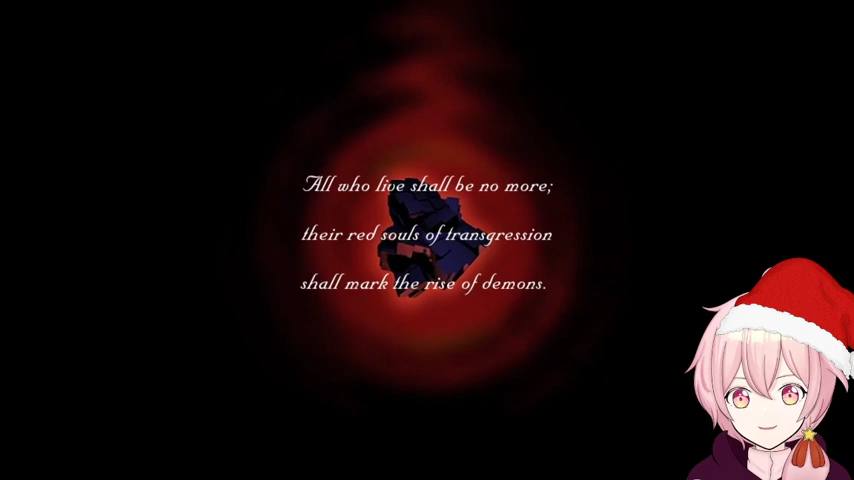 All who live shall be no more;
their red souls of transgression
shall mark the rise of demons.